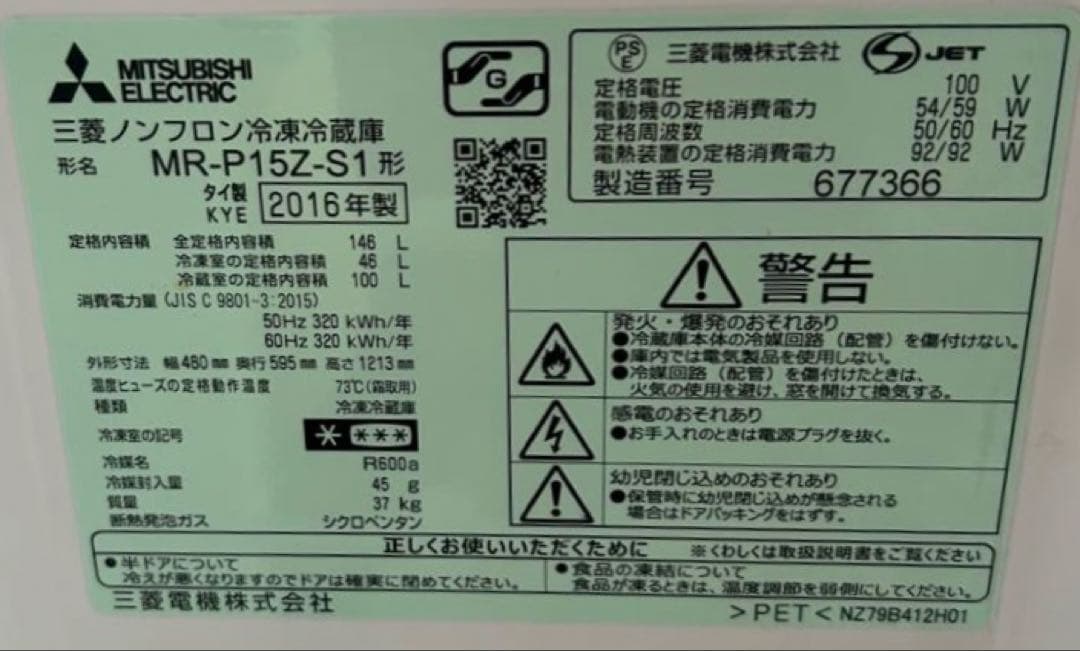 MITSUBISHI
ELECTRIC
三菱ノンフロン冷凍冷蔵庫
形名 MR-P15Z-S1形
タイ製
KYE 2016年製
定格内容積 全定格内容積 146 L
冷凍室の定格内容積 46 L
冷蔵室の定格内容積 100 L
消費電力量 (JIS C 9801-3:2015)
50Hz 320 kWh/年
60Hz 320 kWh/年
外形寸法 幅480㎜ 奥行595㎜ 高さ1213㎜
温度ヒューズの定格動作温度 73℃(霜取用)
種類 冷凍冷蔵庫
冷凍室の記号 * ***
冷媒名 R600a
冷媒封入量 45 g
質量 37 kg
断熱発泡ガス シクロペンタン
G
PSE 三菱電機株式会社 JET
定格電圧 100 V
電動機の定格消費電力 54/59 W
定格周波数 50/60 Hz
電熱装置の定格消費電力 92/92 W
製造番号 677366
警告
発火・爆発のおそれあり
●冷蔵庫本体の冷媒回路(配管)を傷付けない。
●庫内では電気製品を使用しない。
●冷媒回路(配管)を傷付けたときは、
火気の使用を避け、窓を開けて換気する。
感電のおそれあり
●お手入れのときは電源プラグを抜く。
幼児閉じ込めのおそれあり
●保管時に幼児閉込めが懸念される
場合はドアパッキングをはずす。
正しくお使いいただくために ※くわしくは取扱説明書をご覧ください
●半ドアについて
冷えが悪くなりますのでドアは確実に閉めてください。
●食品の凍結について
食品が凍るときは、温度調節を弱側にしてください。
三菱電機株式会社
>PET< NZ79B412H01